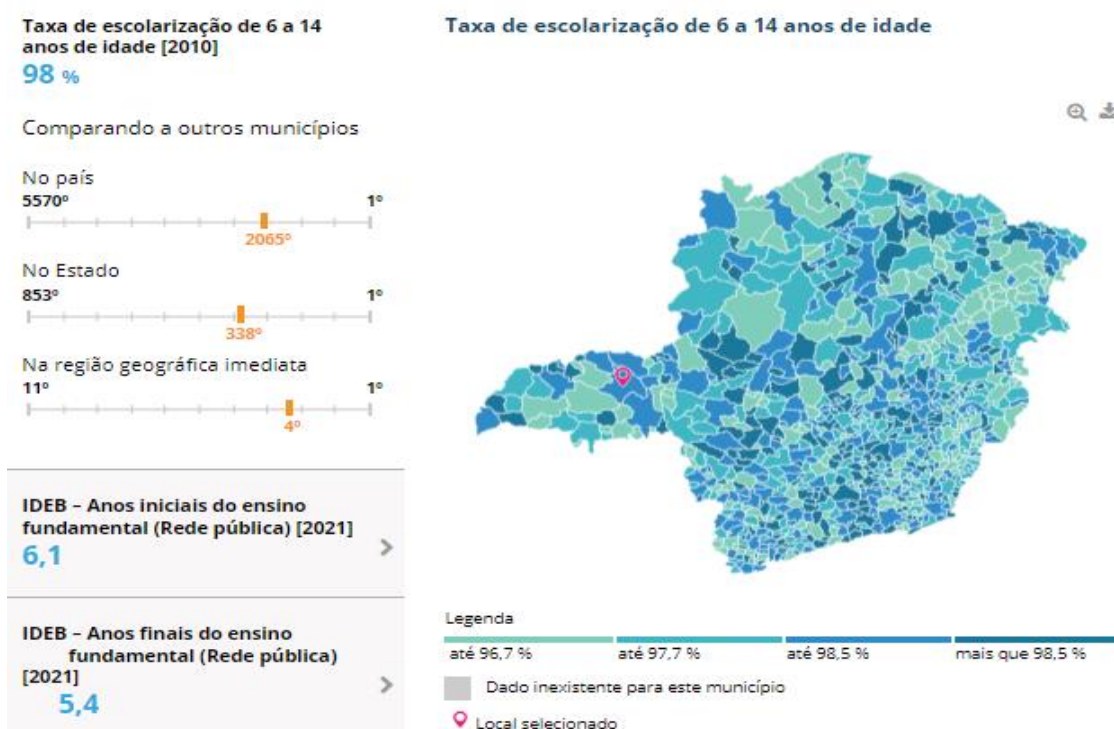 Taxa de escolarização de 6 a 14
anos de idade [2010]
98 %
Comparando a outros municípios
No país
5570º
1º
2065º
No Estado
853º
1º
338º
Na região geográfica imediata
11º
1º
4º
IDEB – Anos iniciais do ensino
fundamental (Rede pública) [2021]
6,1
IDEB – Anos finais do ensino
fundamental (Rede pública)
[2021]
5,4
Taxa de escolarização de 6 a 14 anos de idade
Legenda
até 96,7 %
até 97,7 %
até 98,5 %
mais que 98,5 %
Dado inexistente para este município
Local selecionado